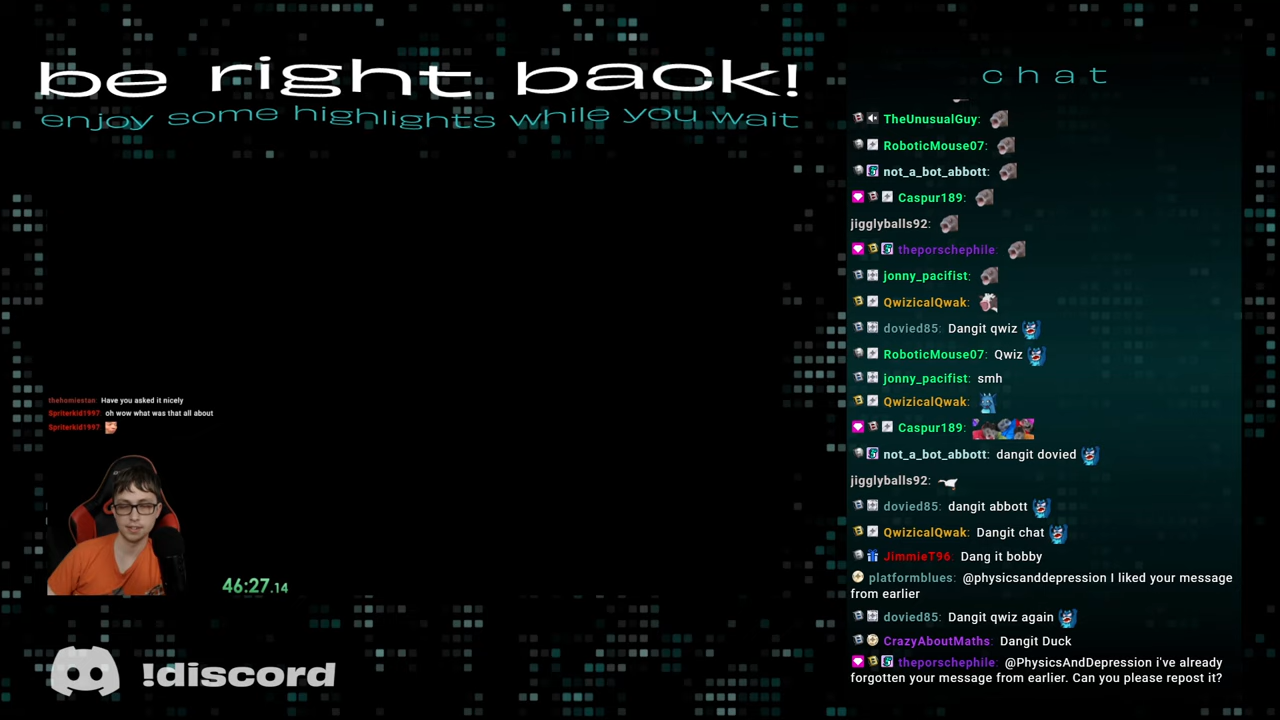 be right back!
enjoy some highlights while you wait
chat
TheUnusualGuy:
RoboticMouse07:
not_a_bot_abbott:
Caspur189:
jigglyballs92:
theporschephile:
jonny_pacifist:
QwizicalQwak:
dovied85: Dangit qwiz
RoboticMouse07: Qwiz
jonny_pacifist: smh
QwizicalQwak:
Caspur189:
not_a_bot_abbott: dangit dovied
jigglyballs92:
dovied85: dangit abbott
QwizicalQwak: Dangit chat
JimmieT96: Dang it bobby
platformblues: @physicsanddepression I liked your message
from earlier
dovied85: Dangit qwiz again
CrazyAboutMaths: Dangit Duck
theporschephile: @PhysicsAndDepression i've already
forgotten your message from earlier. Can you please repost it?
thehomiestan: Have you asked it nicely
Spriterkid1997: oh wow what was that all about
Spriterkid1997:
46:27.14
!discord